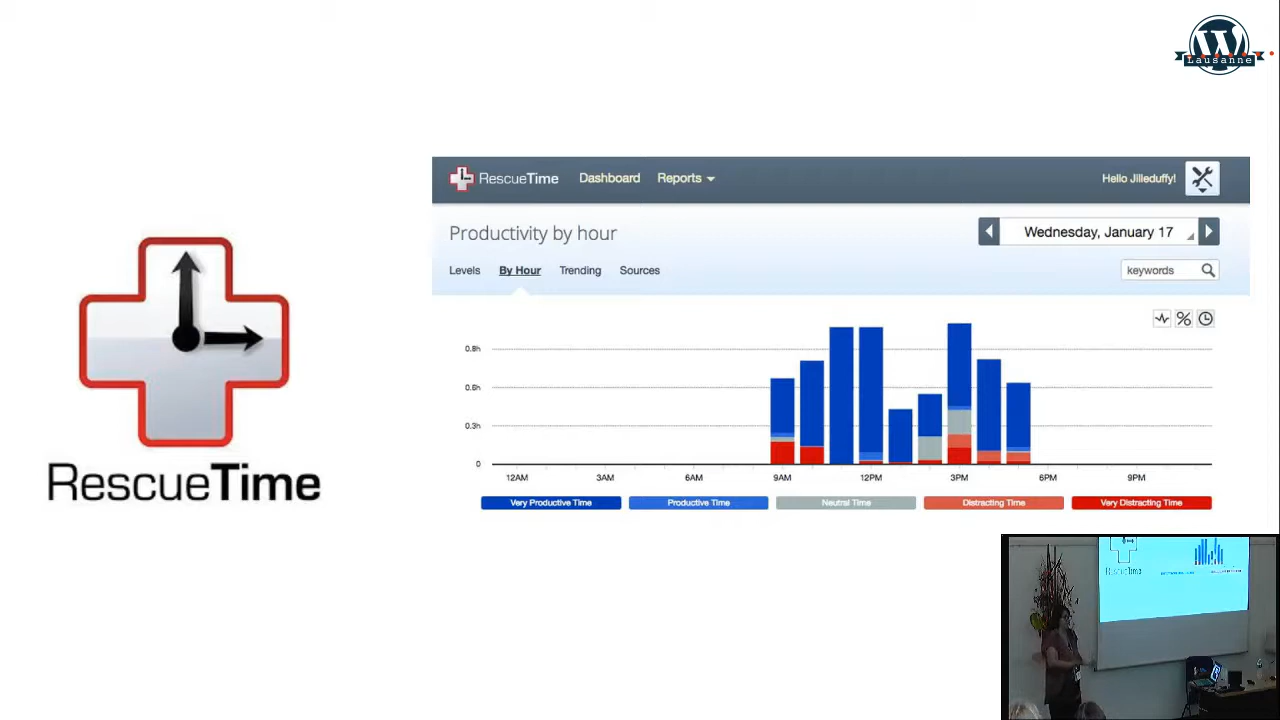 W
Lausanne
RescueTime
Dashboard
Reports
Hello Jilleduffy!
Productivity by hour
Wednesday, January 17
Levels
By Hour
Trending
Sources
keywords
%
0.8h
0.6h
0.3h
0
12AM
3AM
6AM
9AM
12PM
3PM
6PM
9PM
Very Productive Time
Productive Time
Neutral Time
Distracting Time
Very Distracting Time
RescueTime
RescueTime